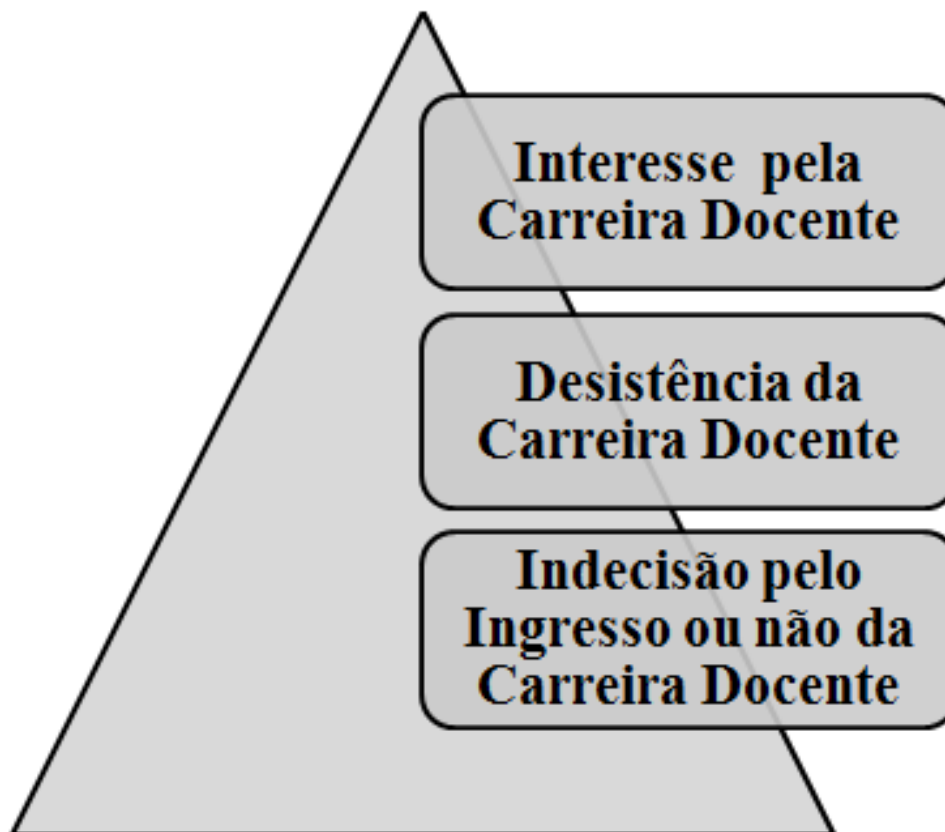 Interesse pela
Carreira Docente
Desistência da
Carreira Docente
Indecisão pelo
Ingresso ou não da
Carreira Docente